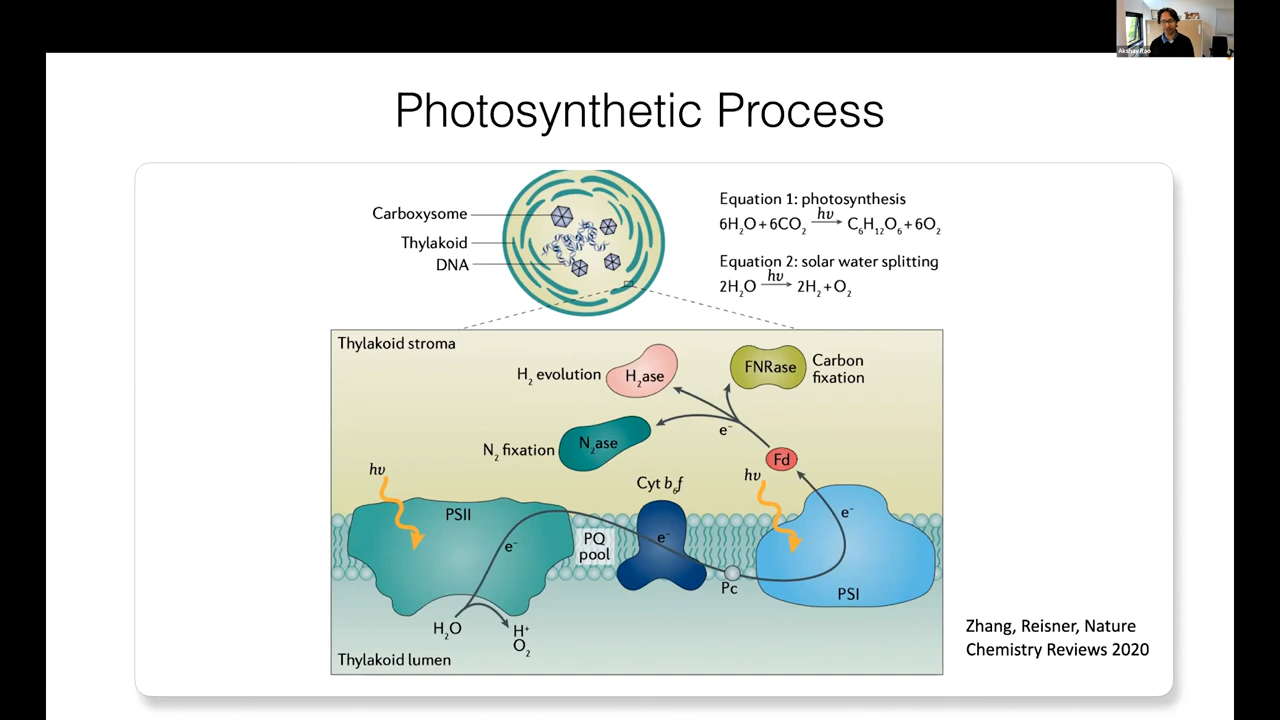 Akshay Rao
Photosynthetic Process
Carboxysome
Thylakoid
DNA
Equation 1: photosynthesis
6H₂O + 6CO₂ hν → C₆H₁₂O₆ + 6O₂
Equation 2: solar water splitting
2H₂O hν → 2H₂ + O₂
Thylakoid stroma
H₂ evolution
H₂ase
FNRase
Carbon
fixation
N₂ fixation
N₂ase
e⁻
Fd
hν
hν
Cyt b₆f
PSII
e⁻
PQ
pool
e⁻
e⁻
Pc
PSI
H₂O
H⁺
O₂
Thylakoid lumen
Zhang, Reisner, Nature
Chemistry Reviews 2020